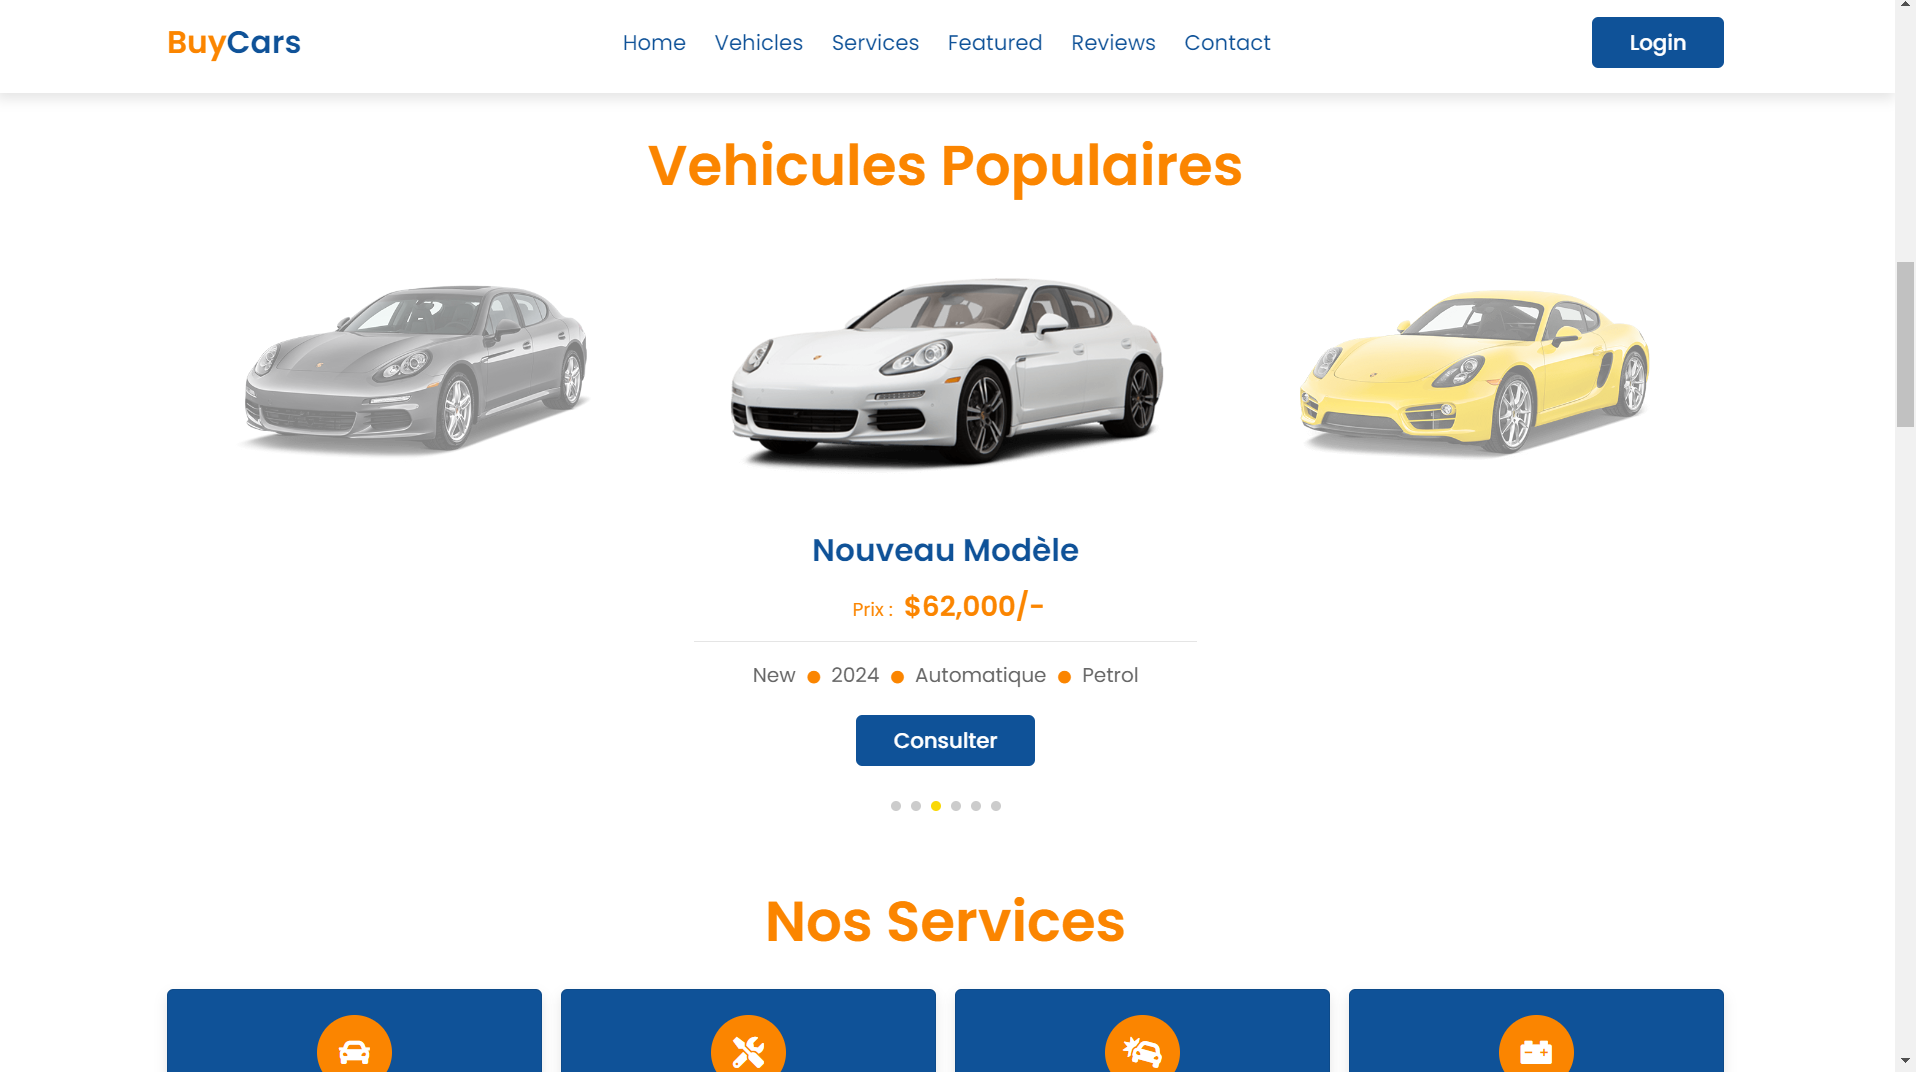 BuyCars
Home Vehicles Services Featured Reviews Contact
Login
Vehicules Populaires
Nouveau Modèle
Prix : $62,000/-
New 2024 Automatique Petrol
Consulter
Nos Services